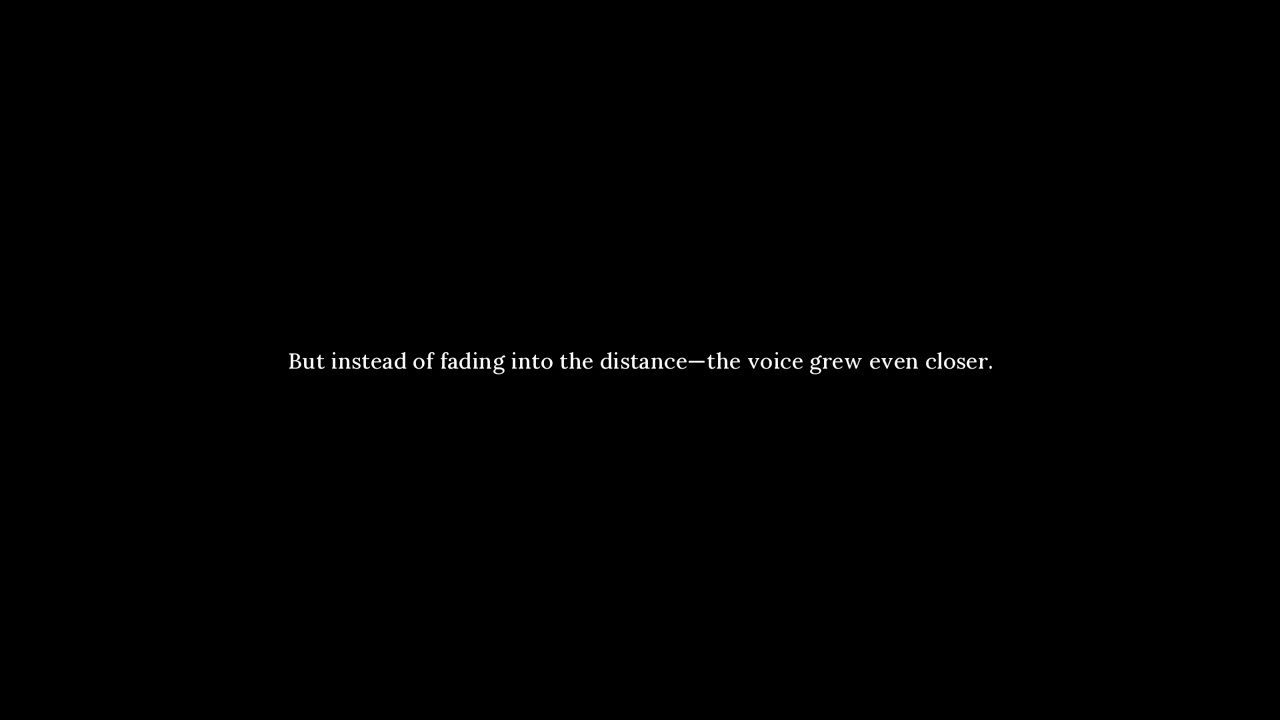 But instead of fading into the distance—the voice grew even closer.